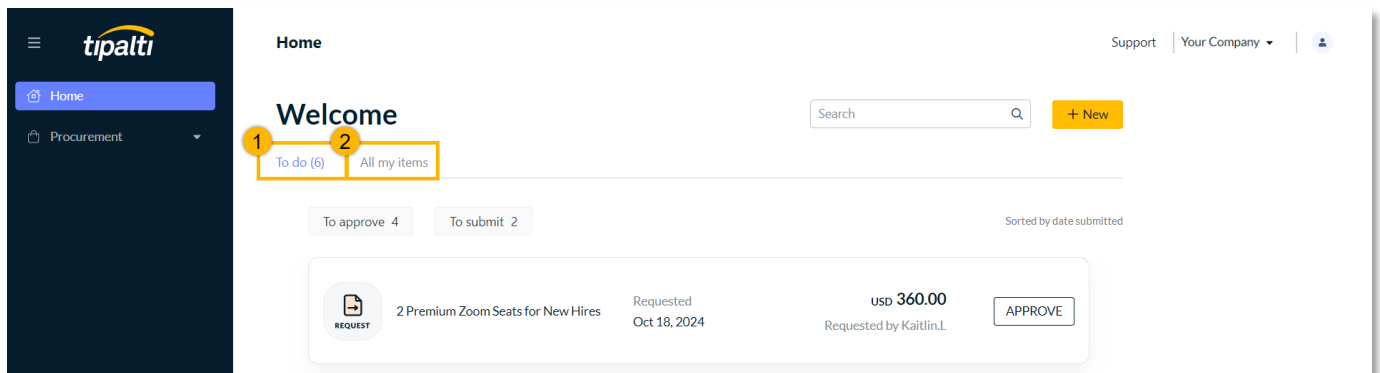 tipalti
Home
Support
Your Company
Home
Procurement
Welcome
Search
+ New
1
2
To do (6)
All my items
To approve 4
To submit 2
Sorted by date submitted
REQUEST
2 Premium Zoom Seats for New Hires
Requested
Oct 18, 2024
USD 360.00
Requested by Kaitlin.L
APPROVE